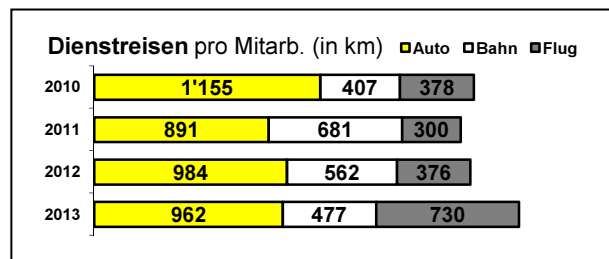 Dienstreisen pro Mitarb. (in km) Auto Bahn Flug
2010 1'155 407 378
2011 891 681 300
2012 984 562 376
2013 962 477 730